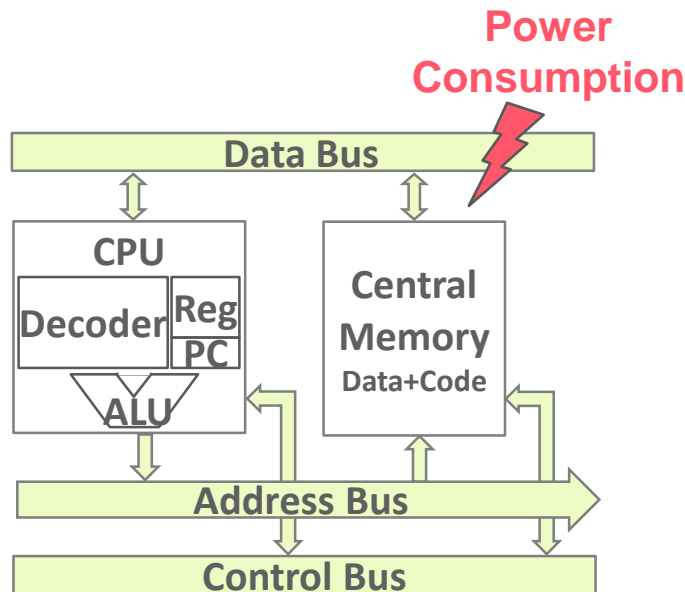 Power
Consumption
Data Bus
CPU
Decoder
Reg
PC
ALU
Central
Memory
Data+Code
Address Bus
Control Bus